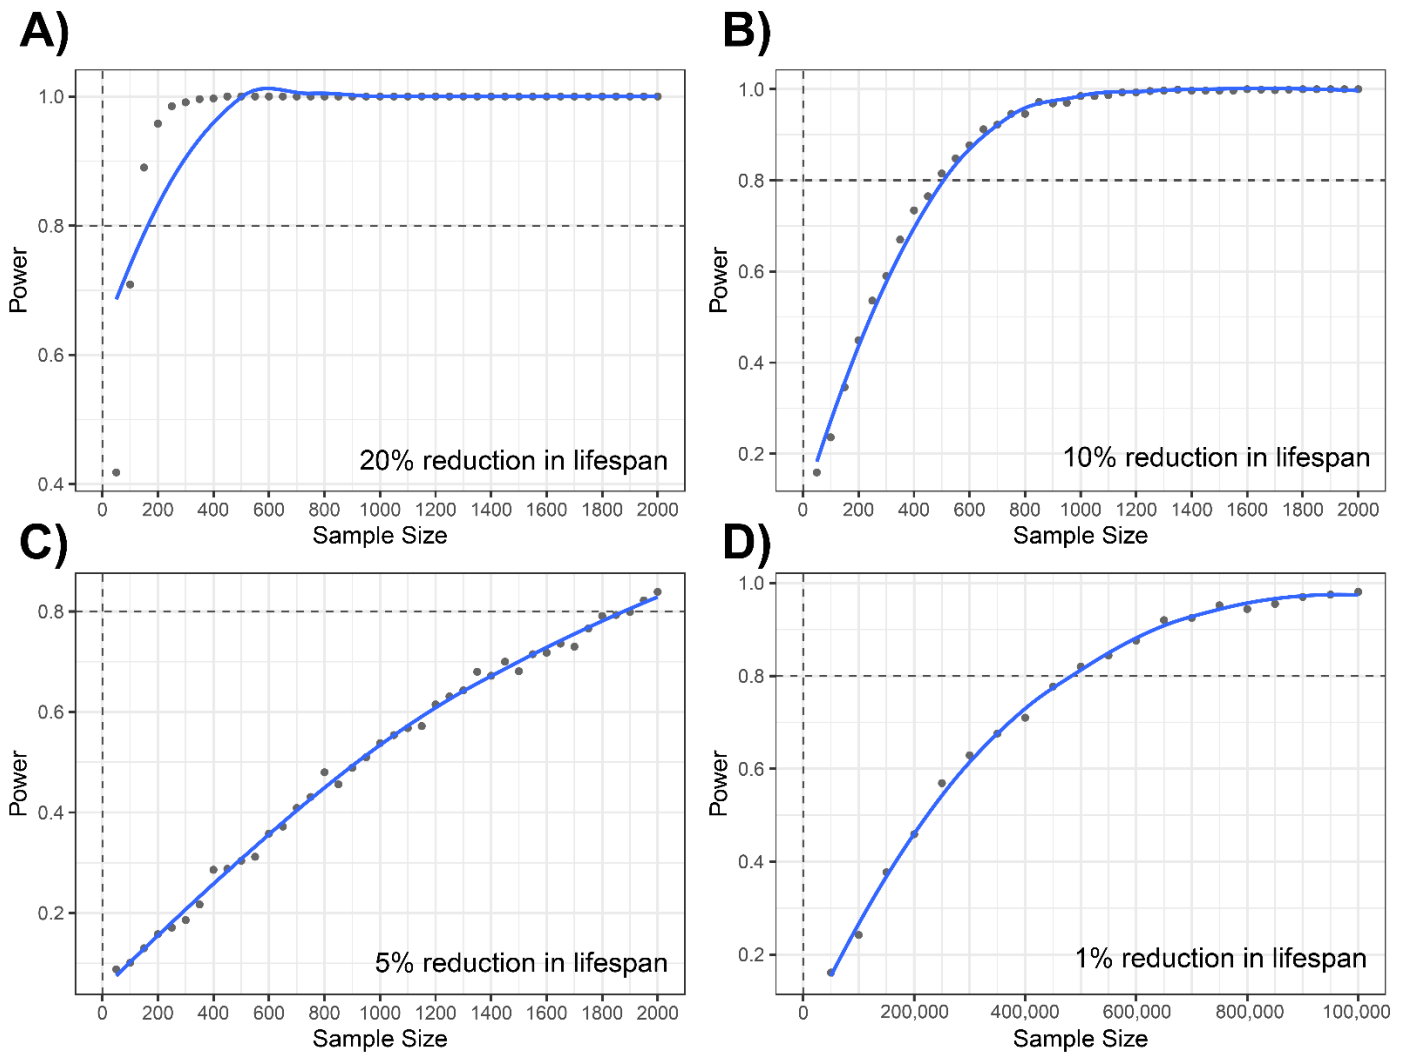 A)
1.0
0.8
0.6
0.4
Power
20% reduction in lifespan
0 200 400 600 800 1000 1200 1400 1600 1800 2000
Sample Size
B)
1.0
0.8
0.6
0.4
0.2
Power
10% reduction in lifespan
0 200 400 600 800 1000 1200 1400 1600 1800 2000
Sample Size
C)
0.8
0.6
0.4
0.2
Power
5% reduction in lifespan
0 200 400 600 800 1000 1200 1400 1600 1800 2000
Sample Size
D)
1.0
0.8
0.6
0.4
0.2
Power
1% reduction in lifespan
0 200,000 400,000 600,000 800,000 100,000
Sample Size